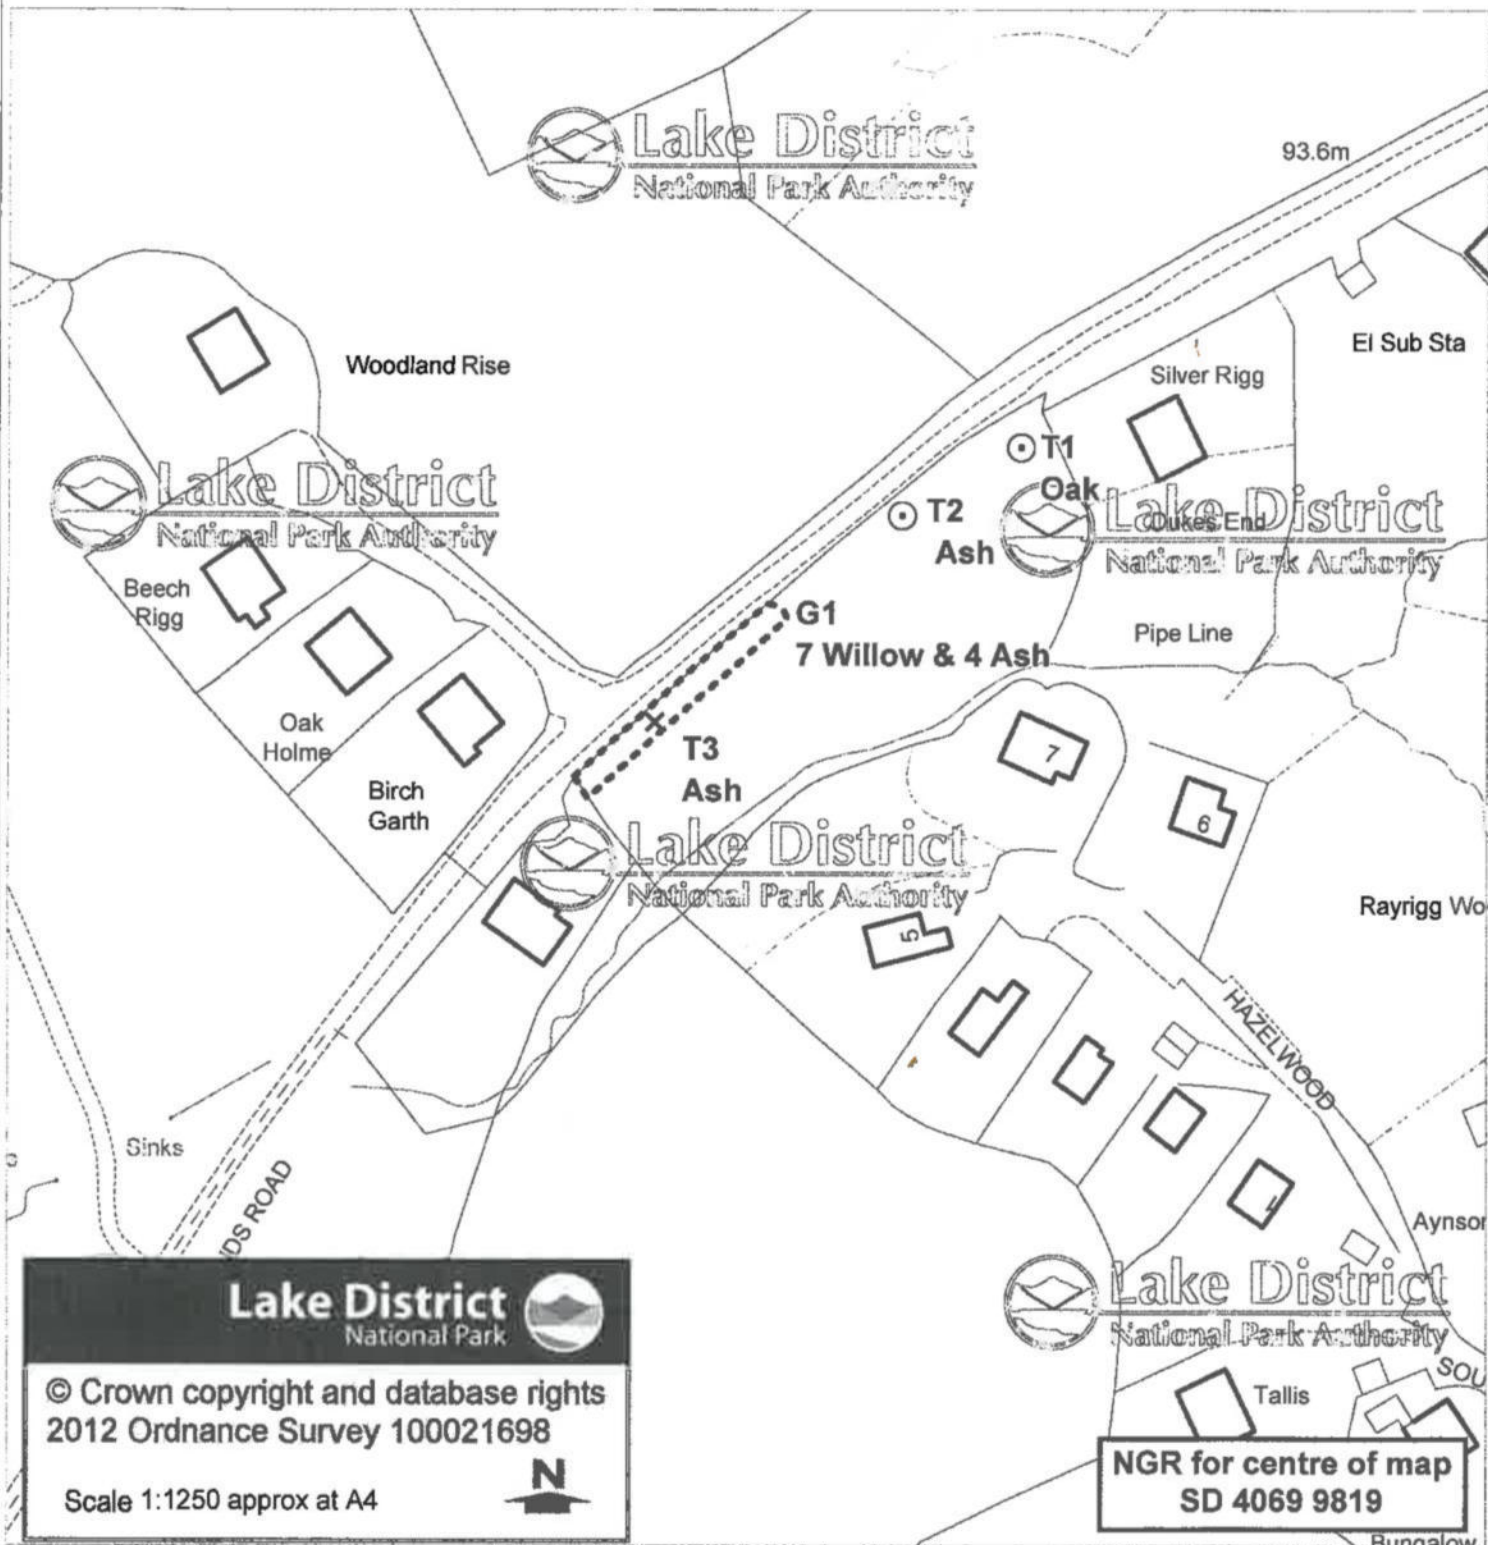 Lake District
National Park Authority
93.6m
El Sub Sta
Silver Rigg
Woodland Rise
T1
Oak
Lake District
National Park Authority
T2
Ash
Lake District
Dukes End
National Park Authority
Beech
Rigg
G1
7 Willow & 4 Ash
Pipe Line
Oak
Holme
T3
Ash
7
Birch
Garth
6
Lake District
National Park Authority
5
Rayrigg Wo
HAZELWOOD
Sinks
NDS ROAD
Aynsor
Lake District
National Park Authority
SOU
Tallis
Lake District
National Park
© Crown copyright and database rights
2012 Ordnance Survey 100021698
Scale 1:1250 approx at A4
N
NGR for centre of map
SD 4069 9819
Bungalow